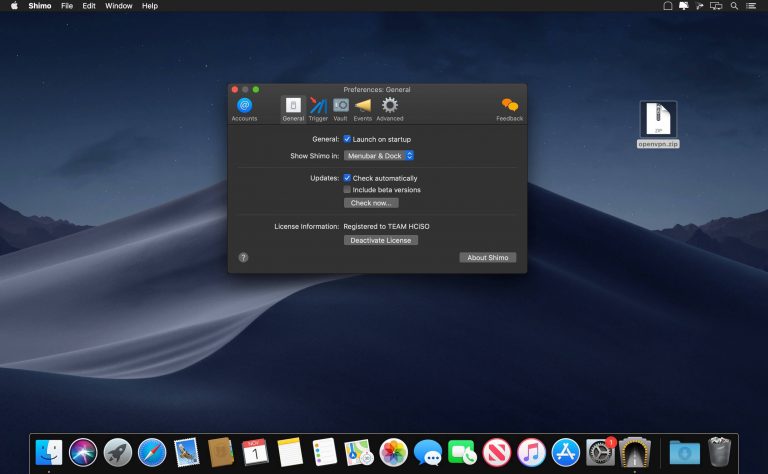 Shimo File Edit Window Help
Preferences: General
Accounts General Trigger Vault Events Advanced Feedback
General: Launch on startup
Show Shimo in: Menubar & Dock
Updates: Check automatically
Include beta versions
Check now...
License Information: Registered to TEAM HCiSO
Deactivate License
? About Shimo
ZIP
openvpn.zip
NOV
1
1